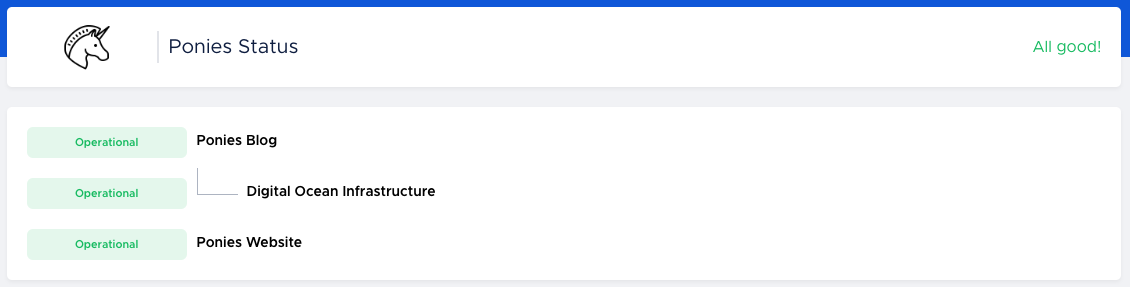 Ponies Status
All good!
Operational
Ponies Blog
Operational
Digital Ocean Infrastructure
Operational
Ponies Website